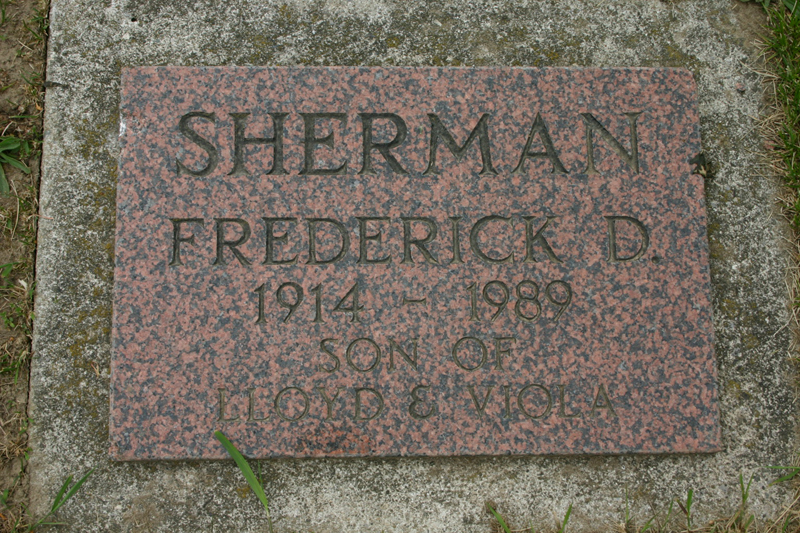 SHERMAN
FREDERICK D.
1914 - 1989
SON OF
LLOYD & VIOLA